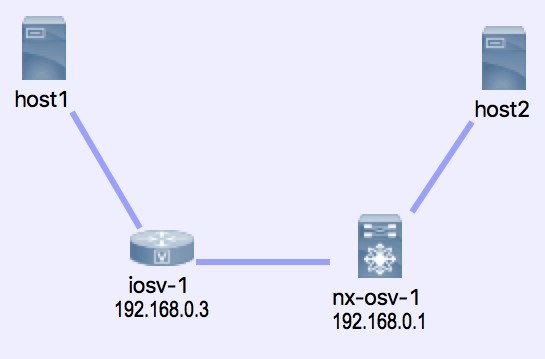 host1
host2
iosv-1
192.168.0.3
nx-osv-1
192.168.0.1